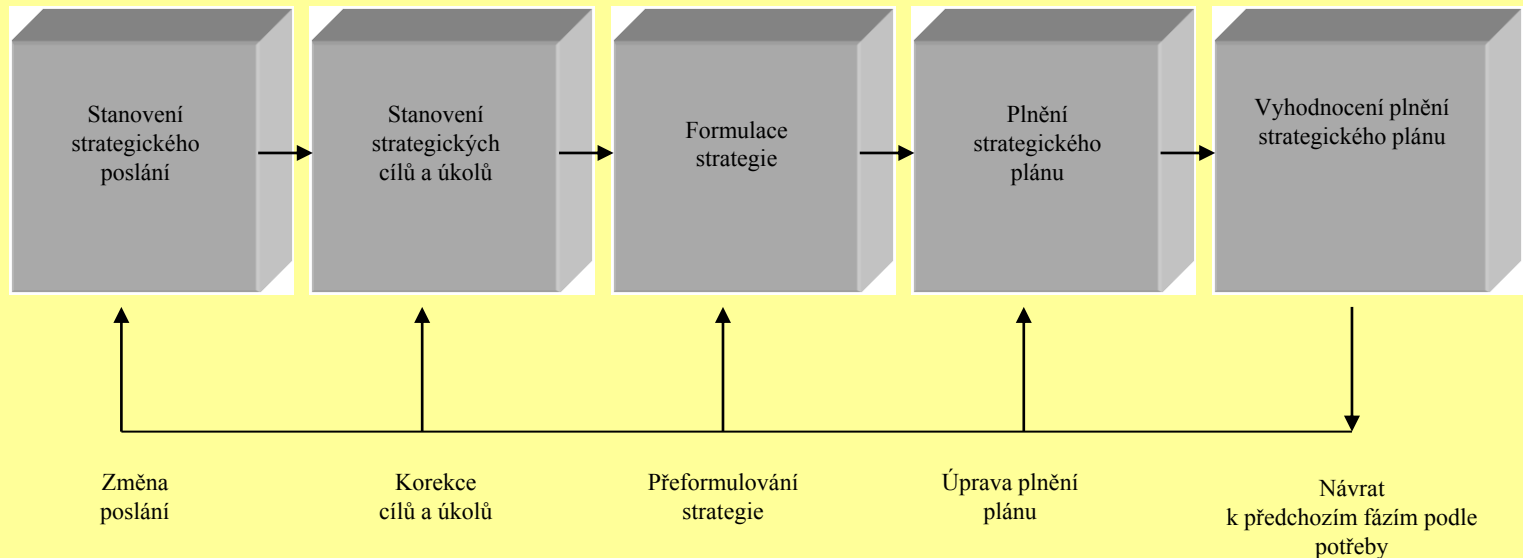 Stanovení
strategického
poslání
Stanovení
strategických
cílů a úkolů
Formulace
strategie
Plnění
strategického
plánu
Vyhodnocení plnění
strategického plánu
Změna
poslání
Korekce
cílů a úkolů
Přeformulování
strategie
Úprava plnění
plánu
Návrat
k předchozím fázím podle
potřeby